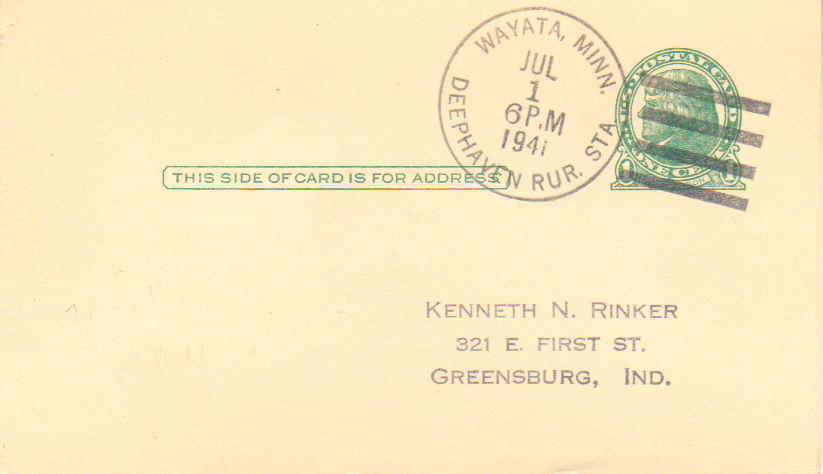 WAYATA, MINN.
JUL
1
6 P.M
1941
DEEPHAVEN RUR. STA.
THIS SIDE OF CARD IS FOR ADDRESS
KENNETH N. RINKER
321 E. FIRST ST.
GREENSBURG, IND.